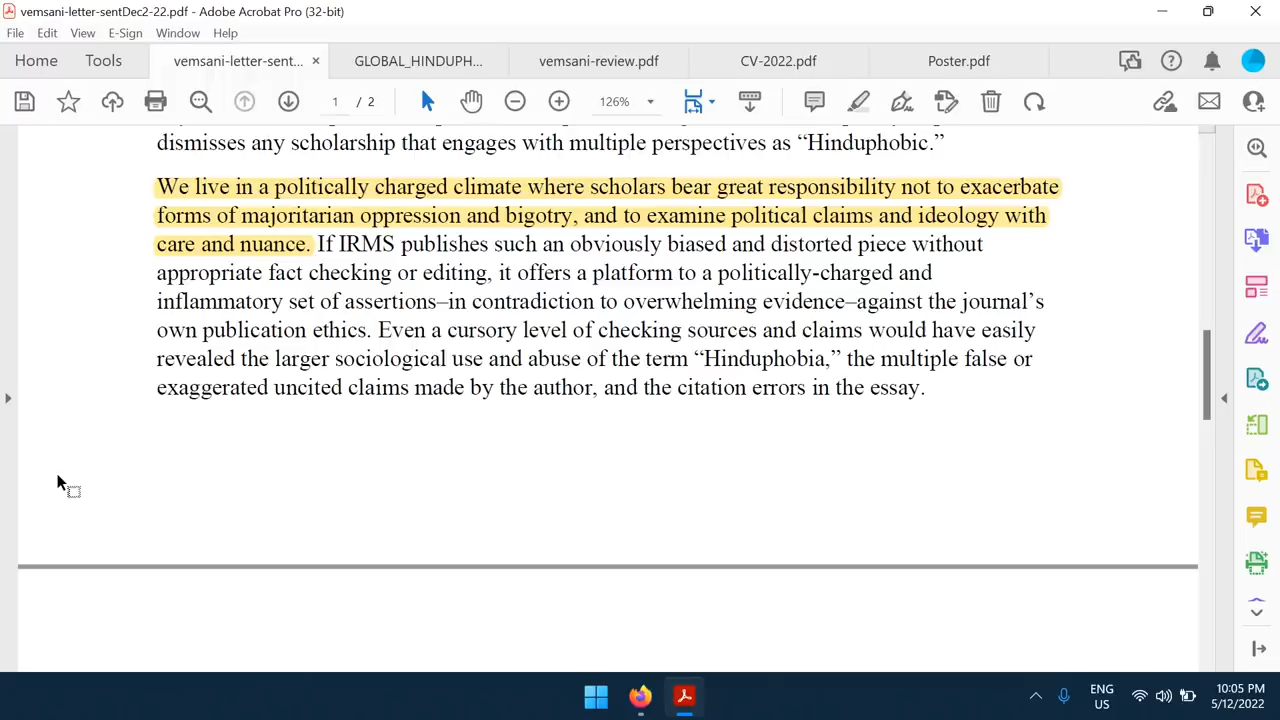 vemsani-letter-sentDec2-22.pdf - Adobe Acrobat Pro (32-bit)
File Edit View E-Sign Window Help
Home Tools vemsani-letter-sent... × GLOBAL_HINDUPH... vemsani-review.pdf CV-2022.pdf Poster.pdf
1 / 2 126%
dismisses any scholarship that engages with multiple perspectives as “Hinduphobic.”
We live in a politically charged climate where scholars bear great responsibility not to exacerbate
forms of majoritarian oppression and bigotry, and to examine political claims and ideology with
care and nuance. If IRMS publishes such an obviously biased and distorted piece without
appropriate fact checking or editing, it offers a platform to a politically-charged and
inflammatory set of assertions–in contradiction to overwhelming evidence–against the journal’s
own publication ethics. Even a cursory level of checking sources and claims would have easily
revealed the larger sociological use and abuse of the term “Hinduphobia,” the multiple false or
exaggerated uncited claims made by the author, and the citation errors in the essay.
ENG
US
10:05 PM
5/12/2022